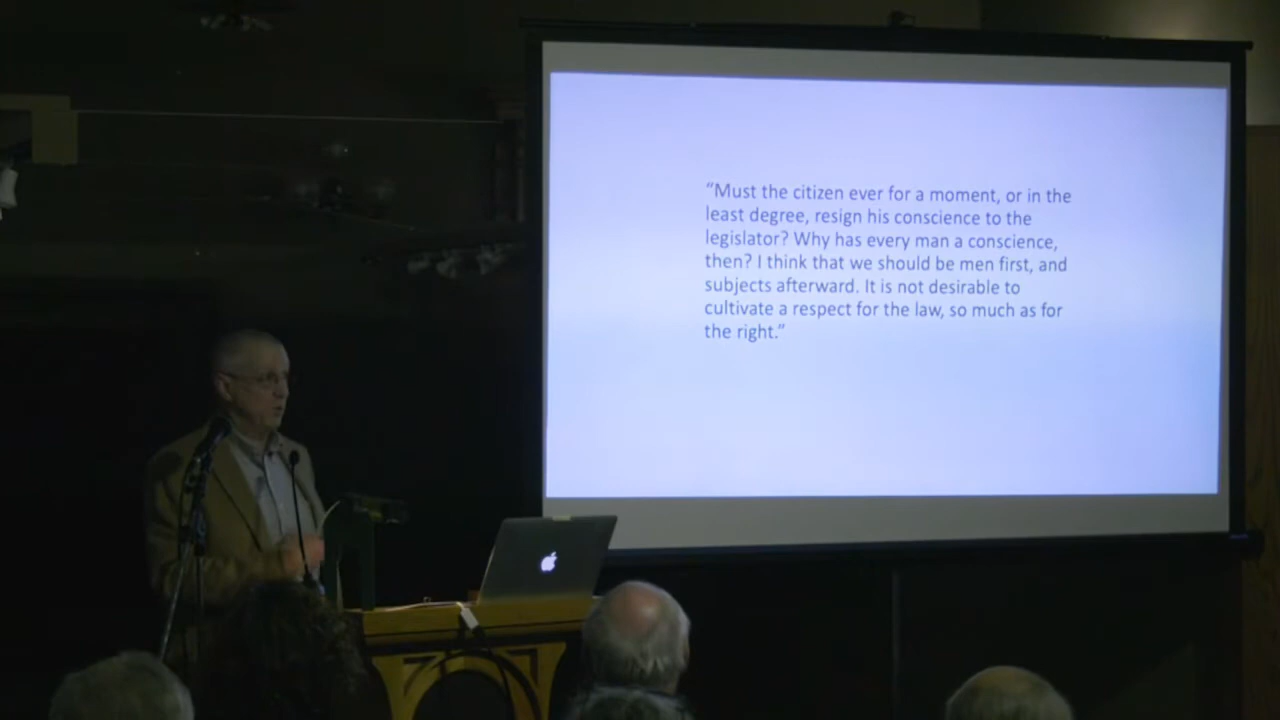 “Must the citizen ever for a moment, or in the
least degree, resign his conscience to the
legislator? Why has every man a conscience,
then? I think that we should be men first, and
subjects afterward. It is not desirable to
cultivate a respect for the law, so much as for
the right.”